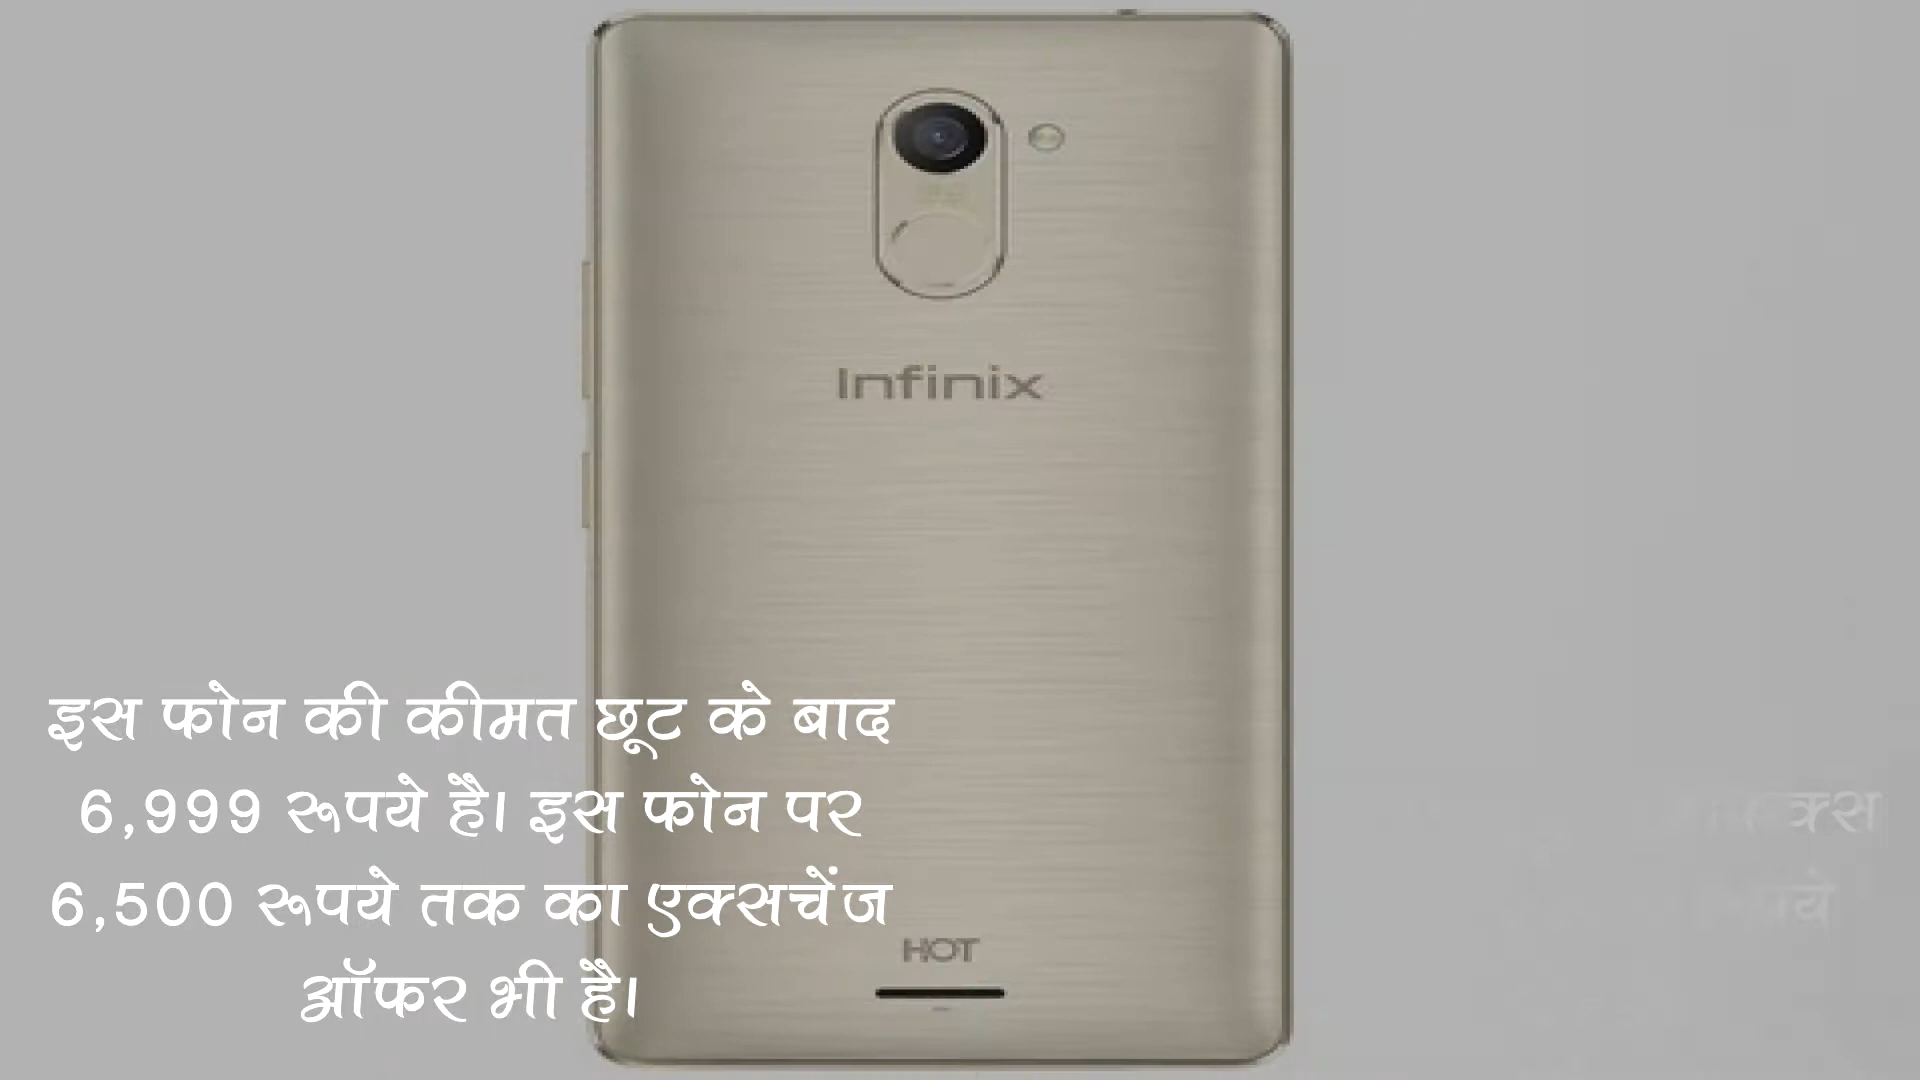 Infinix
इस फोन की कीमत छूट के बाद
6,999 रूपये है। इस फोन पर
6,500 रूपये तक का एक्सचेंज
ऑफर भी है।
HOT